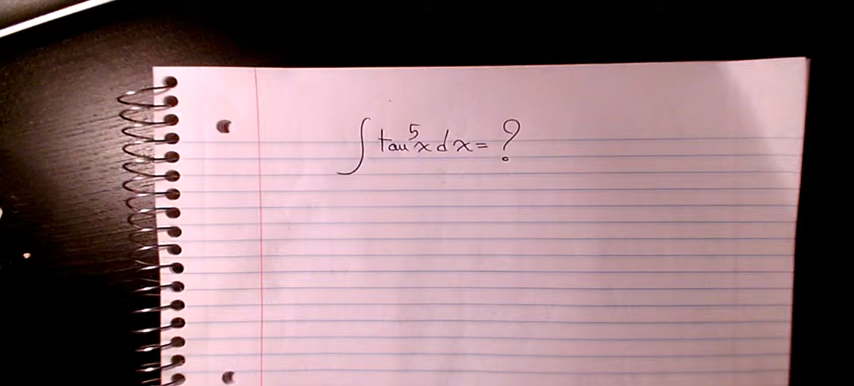 ∫ tan⁵x dx = ?